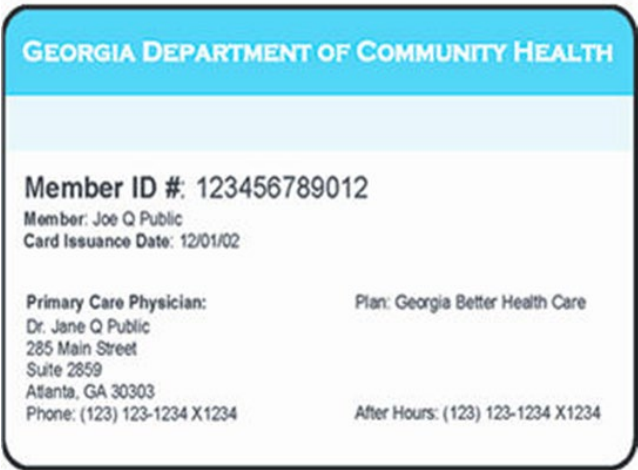 GEORGIA DEPARTMENT OF COMMUNITY HEALTH
Member ID #: 123456789012
Member: Joe Q Public
Card Issuance Date: 12/01/02
Primary Care Physician:
Dr. Jane Q Public
285 Main Street
Suite 2859
Atlanta, GA 30303
Phone: (123) 123-1234 X1234
Plan: Georgia Better Health Care
After Hours: (123) 123-1234 X1234